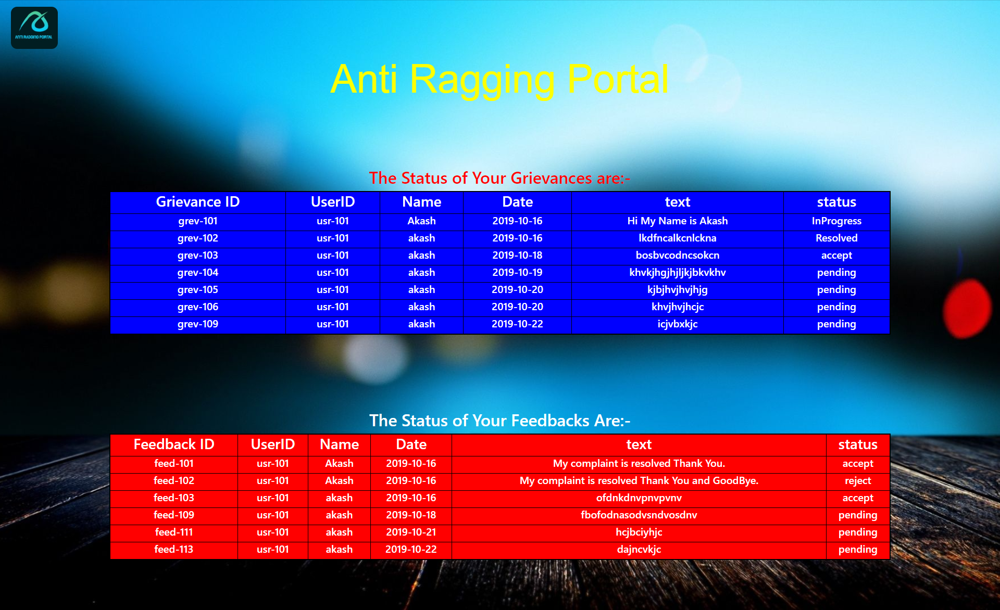 ANTI RAGGING PORTAL
Anti Ragging Portal
The Status of Your Grievances are:-
Grievance ID UserID Name Date text status
grev-101 usr-101 Akash 2019-10-16 Hi My Name is Akash InProgress
grev-102 usr-101 akash 2019-10-16 lkdfncalkcnlckna Resolved
grev-103 usr-101 akash 2019-10-18 bosbvcodncsokcn accept
grev-104 usr-101 akash 2019-10-19 khvkjhgjhjljkjbkvkhv pending
grev-105 usr-101 akash 2019-10-20 kjbjhvjhvjhjg pending
grev-106 usr-101 akash 2019-10-20 khvjhvjhcjc pending
grev-109 usr-101 akash 2019-10-22 icjvbxkjc pending
The Status of Your Feedbacks Are:-
Feedback ID UserID Name Date text status
feed-101 usr-101 Akash 2019-10-16 My complaint is resolved Thank You. accept
feed-102 usr-101 Akash 2019-10-16 My complaint is resolved Thank You and GoodBye. reject
feed-103 usr-101 akash 2019-10-16 ofdnkdnvpnvpvnv accept
feed-109 usr-101 akash 2019-10-18 fbofodnasodvsndvosdnv pending
feed-111 usr-101 akash 2019-10-21 hcjbciyhjc pending
feed-113 usr-101 akash 2019-10-22 dajncvkjc pending